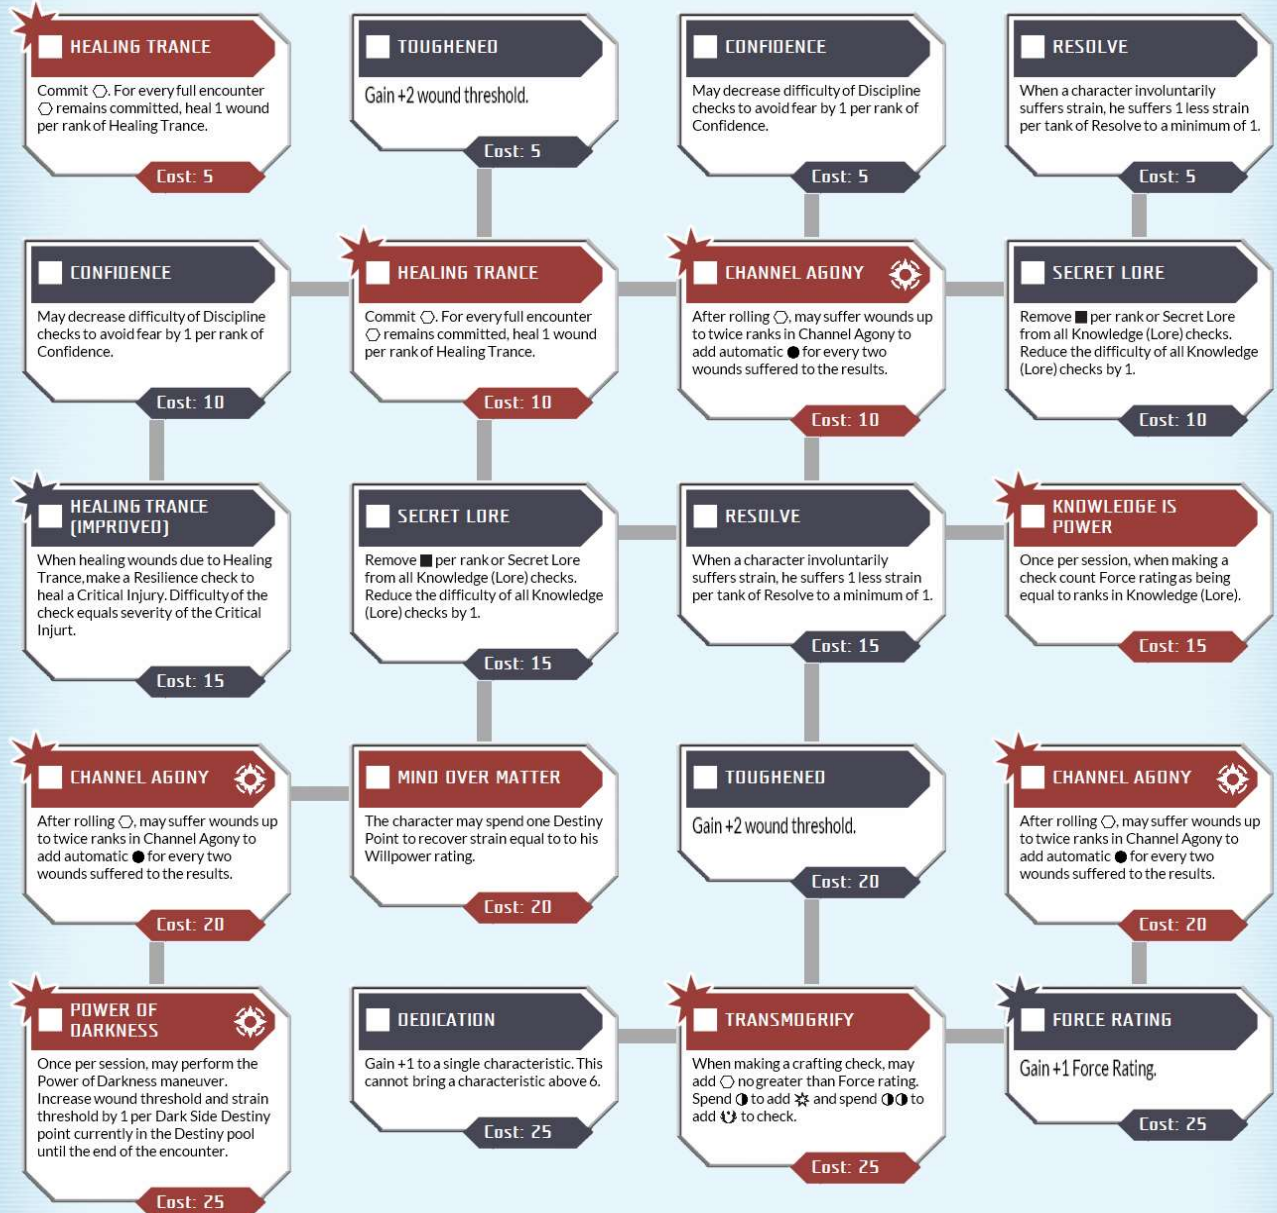 HEALING TRANCE
Commit ⬡. For every full encounter
⬡ remains committed, heal 1 wound
per rank of Healing Trance.
Cost: 5
TOUGHENED
Gain +2 wound threshold.
Cost: 5
CONFIDENCE
May decrease difficulty of Discipline
checks to avoid fear by 1 per rank of
Confidence.
Cost: 5
RESOLVE
When a character involuntarily
suffers strain, he suffers 1 less strain
per tank of Resolve to a minimum of 1.
Cost: 5
CONFIDENCE
May decrease difficulty of Discipline
checks to avoid fear by 1 per rank of
Confidence.
Cost: 10
HEALING TRANCE
Commit ⬡. For every full encounter
⬡ remains committed, heal 1 wound
per rank of Healing Trance.
Cost: 10
CHANNEL AGONY
After rolling ⬡, may suffer wounds up
to twice ranks in Channel Agony to
add automatic ● for every two
wounds suffered to the results.
Cost: 10
SECRET LORE
Remove ■ per rank or Secret Lore
from all Knowledge (Lore) checks.
Reduce the difficulty of all Knowledge
(Lore) checks by 1.
Cost: 10
HEALING TRANCE
(IMPROVED)
When healing wounds due to Healing
Trance, make a Resilience check to
heal a Critical Injury. Difficulty of the
check equals severity of the Critical
Injurt.
Cost: 15
SECRET LORE
Remove ■ per rank or Secret Lore
from all Knowledge (Lore) checks.
Reduce the difficulty of all Knowledge
(Lore) checks by 1.
Cost: 15
RESOLVE
When a character involuntarily
suffers strain, he suffers 1 less strain
per tank of Resolve to a minimum of 1.
Cost: 15
KNOWLEDGE IS
POWER
Once per session, when making a
check count Force rating as being
equal to ranks in Knowledge (Lore).
Cost: 15
CHANNEL AGONY
After rolling ⬡, may suffer wounds up
to twice ranks in Channel Agony to
add automatic ● for every two
wounds suffered to the results.
Cost: 20
MIND OVER MATTER
The character may spend one Destiny
Point to recover strain equal to to his
Willpower rating.
Cost: 20
TOUGHENED
Gain +2 wound threshold.
Cost: 20
CHANNEL AGONY
After rolling ⬡, may suffer wounds up
to twice ranks in Channel Agony to
add automatic ● for every two
wounds suffered to the results.
Cost: 20
POWER OF
DARKNESS
Once per session, may perform the
Power of Darkness maneuver.
Increase wound threshold and strain
threshold by 1 per Dark Side Destiny
point currently in the Destiny pool
until the end of the encounter.
Cost: 25
DEDICATION
Gain +1 to a single characteristic. This
cannot bring a characteristic above 6.
Cost: 25
TRANSMOGRIFY
When making a crafting check, may
add ⬡ no greater than Force rating.
Spend ◑ to add and spend ◑◑ to
add to check.
Cost: 25
FORCE RATING
Gain +1 Force Rating.
Cost: 25